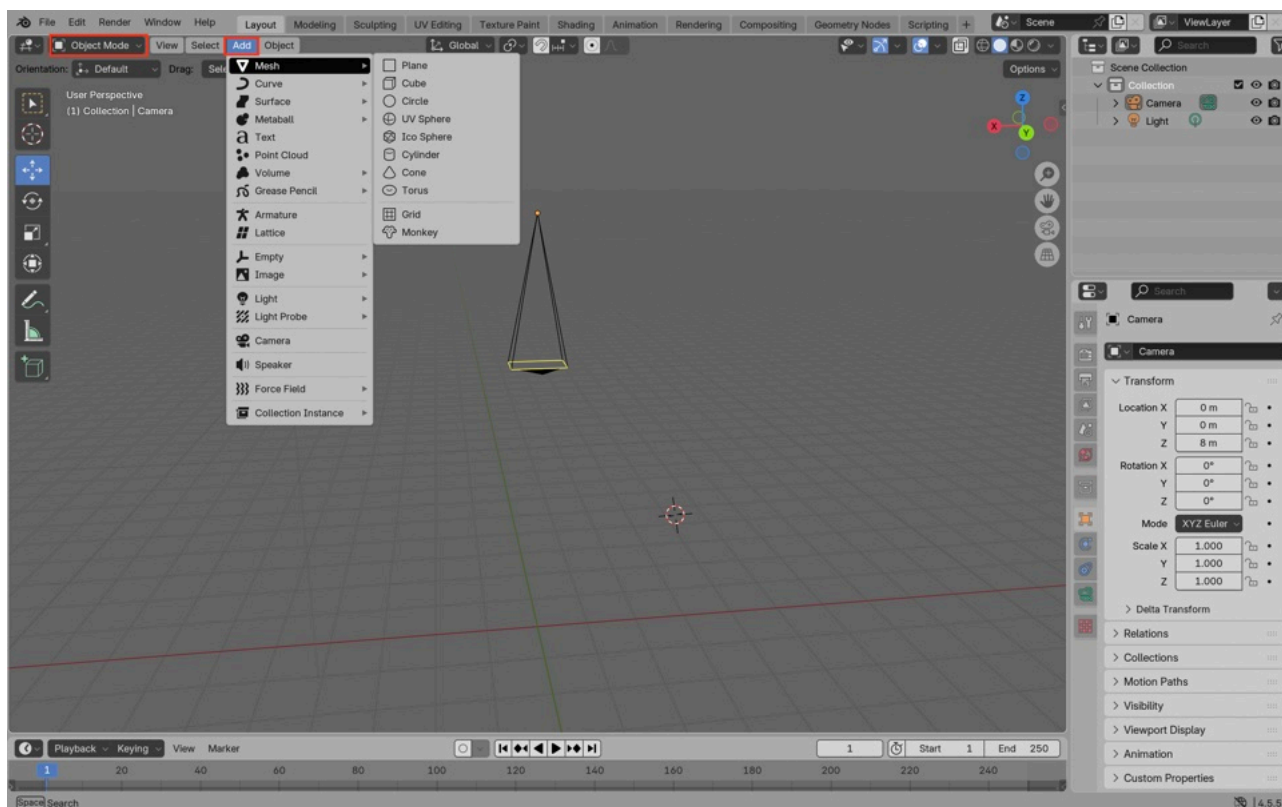 File Edit Render Window Help Layout Modeling Sculpting UV Editing Texture Paint Shading Animation Rendering Compositing Geometry Nodes Scripting + Scene ViewLayer
Object Mode View Select Add Object Global Search
Orientation: Default Drag: Options
User Perspective
(1) Collection | Camera
Mesh
Curve
Surface
Metaball
Text
Point Cloud
Volume
Grease Pencil
Armature
Lattice
Empty
Image
Light
Light Probe
Camera
Speaker
Force Field
Collection Instance
Plane
Cube
Circle
UV Sphere
Ico Sphere
Cylinder
Cone
Torus
Grid
Monkey
Z
X
Y
Scene Collection
Collection
Camera
Light
Search
Camera
Camera
Transform
Location X 0 m
Y 0 m
Z 8 m
Rotation X 0°
Y 0°
Z 0°
Mode XYZ Euler
Scale X 1.000
Y 1.000
Z 1.000
Delta Transform
Relations
Collections
Motion Paths
Visibility
Viewport Display
Animation
Custom Properties
Playback Keying View Marker 1 Start 1 End 250
1 20 40 60 80 100 120 140 160 180 200 220 240
Space Search